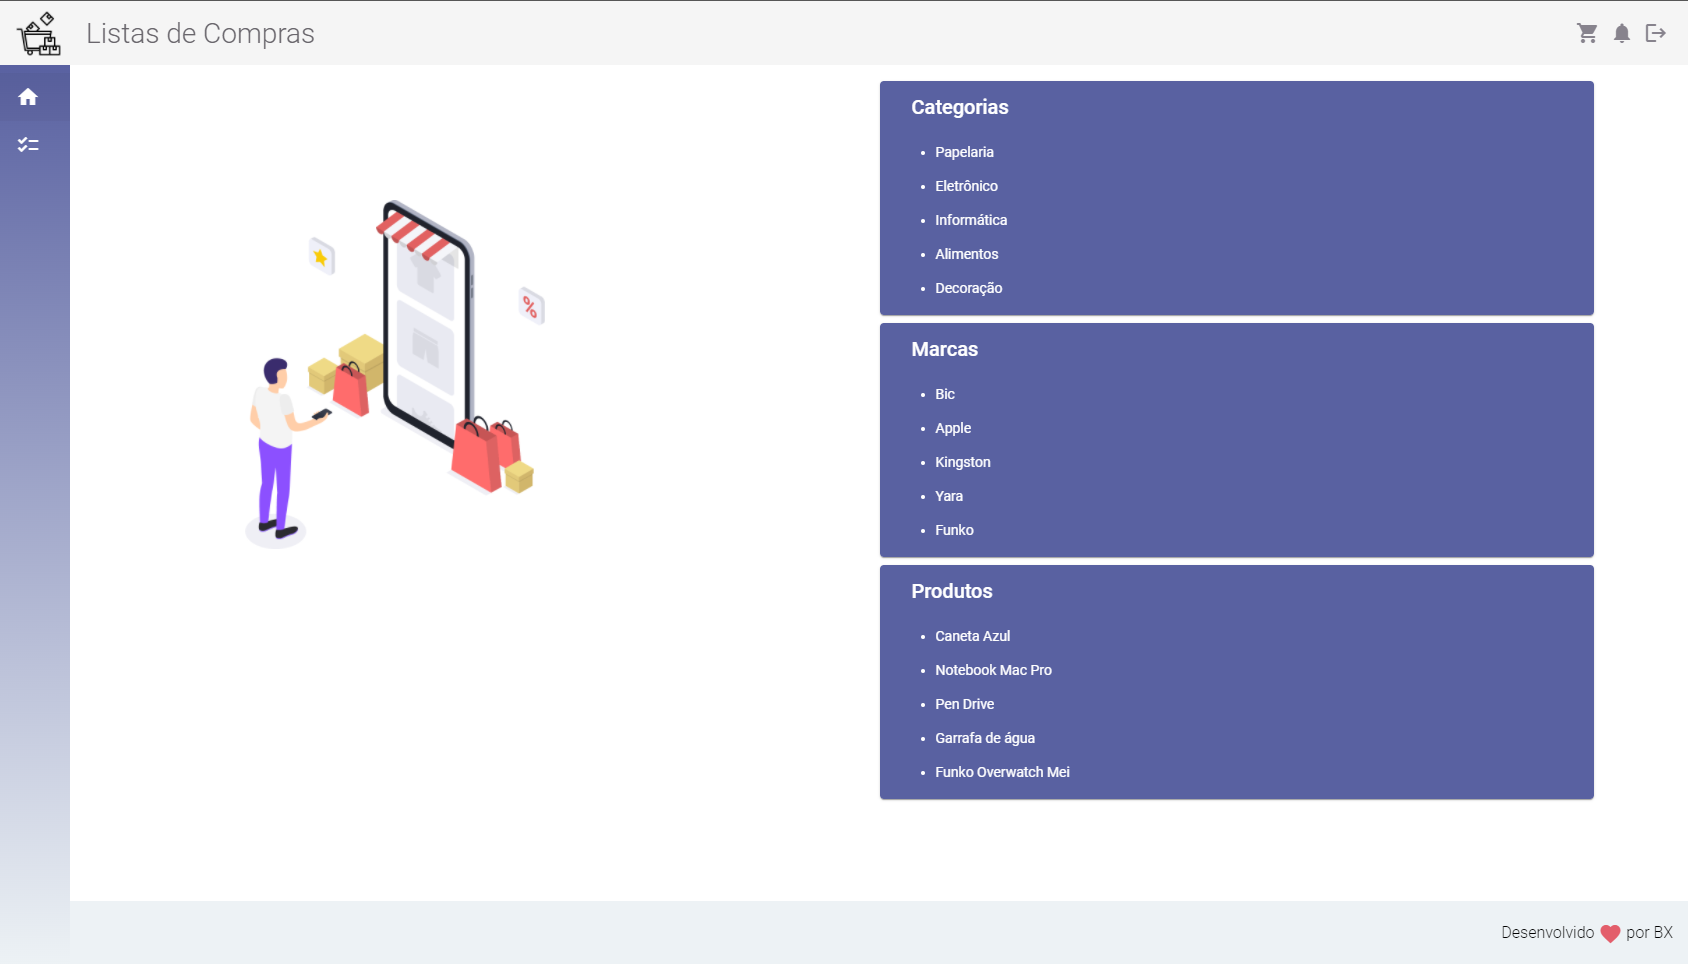 Listas de Compras
Categorias
Papelaria
Eletrônico
Informática
Alimentos
Decoração
Marcas
Bic
Apple
Kingston
Yara
Funko
Produtos
Caneta Azul
Notebook Mac Pro
Pen Drive
Garrafa de água
Funko Overwatch Mei
%
Desenvolvido por BX